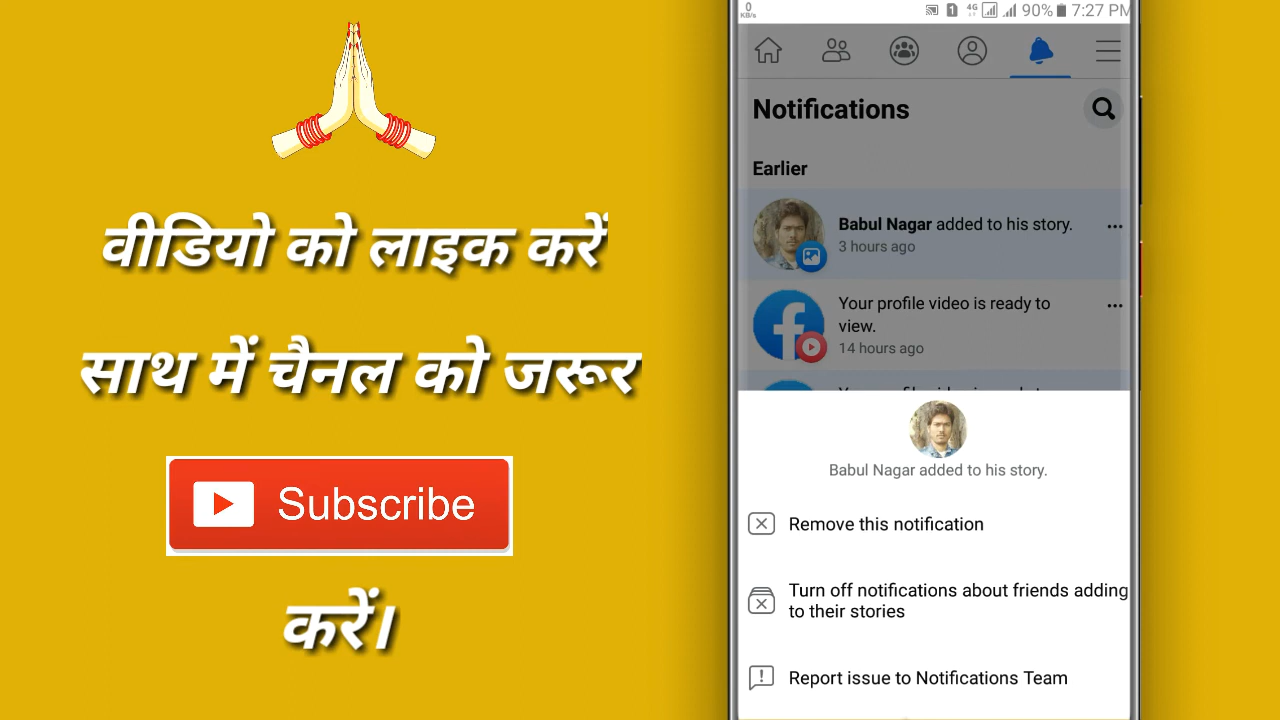 वीडियो को लाइक करें
साथ में चैनल को जरूर
Subscribe
करें।
0
KB/s
1
4G
90%
7:27 PM
Notifications
Earlier
Babul Nagar added to his story.
3 hours ago
Your profile video is ready to
view.
14 hours ago
Babul Nagar added to his story.
Remove this notification
Turn off notifications about friends adding
to their stories
Report issue to Notifications Team